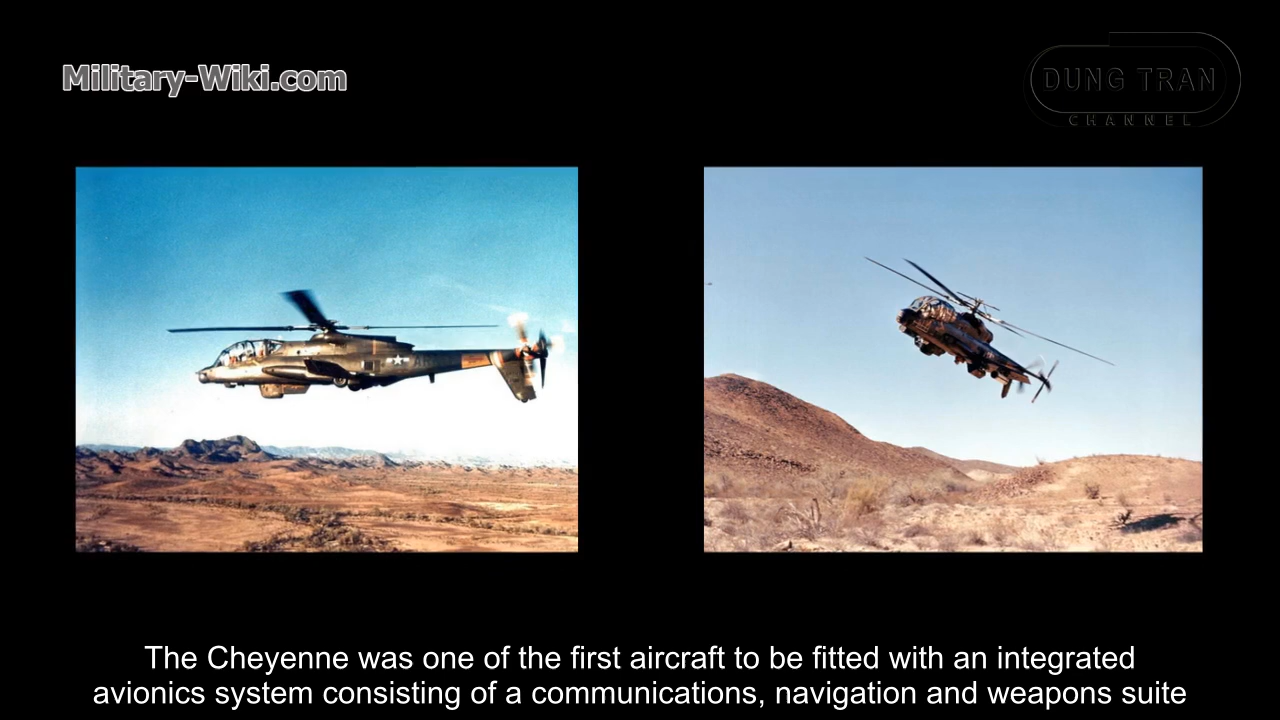 Military-Wiki.com
DUNG TRAN
CHANNEL
The Cheyenne was one of the first aircraft to be fitted with an integrated
avionics system consisting of a communications, navigation and weapons suite